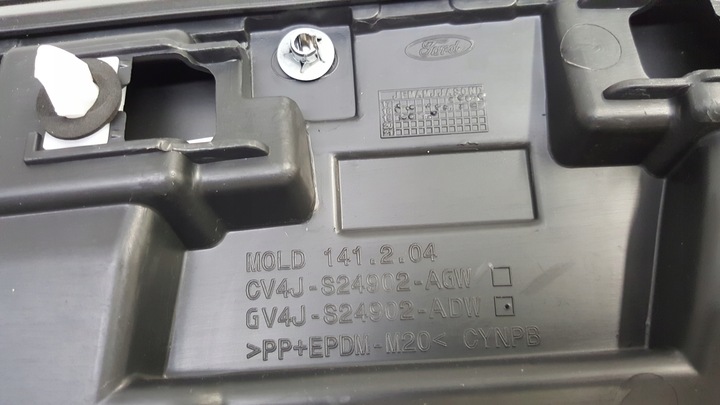 Ford
MOLD 141.2.04
CV4J-S24902-AGW
GV4J-S24902-ADW
>PP+EPDM-M20< CYNPB